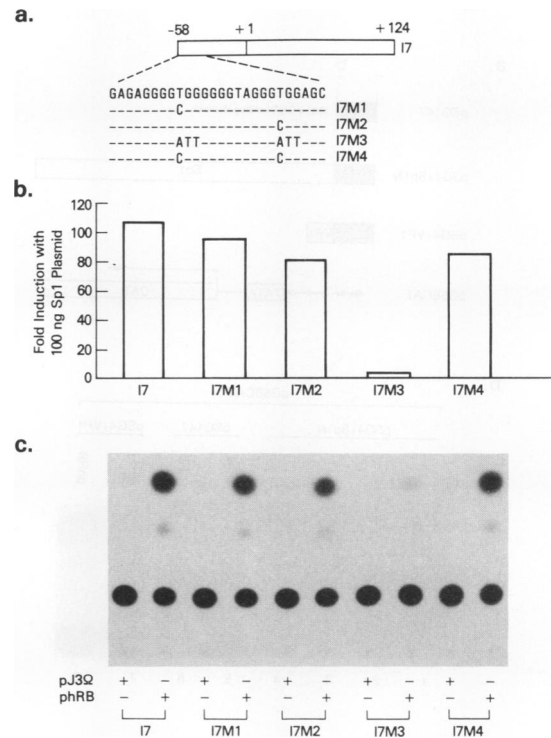 a.
-58 +1 +124
I7
GAGAGGGGTGGGGGGTAGGGTGGAGC
--------C----------------- I7M1
-------------------C------ I7M2
--------ATT--------ATT---- I7M3
--------C----------C------ I7M4
b.
Fold Induction with
100 ng Sp1 Plasmid
120
100
80
60
40
20
0
I7 I7M1 I7M2 I7M3 I7M4
c.
pJ3Ω + – + – + – + – + –
phRB – + – + – + – + – +
I7 I7M1 I7M2 I7M3 I7M4